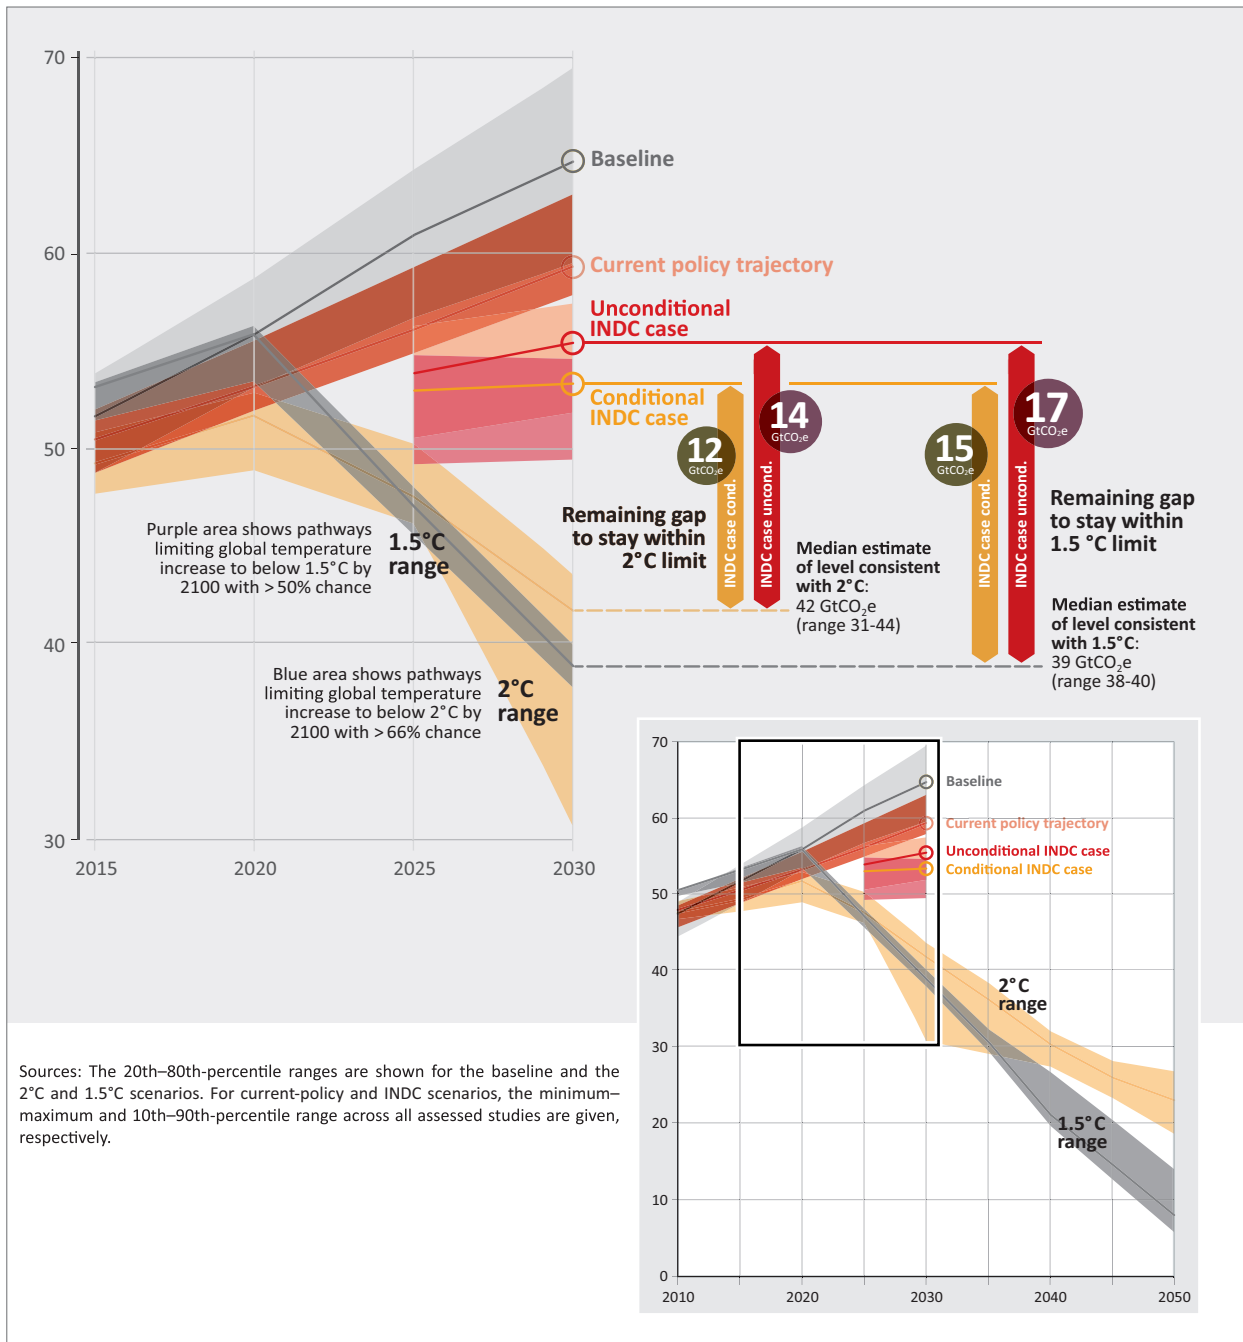 70
60
50
40
30
2015
2020
2025
2030
Baseline
Current policy trajectory
Unconditional
INDC case
Conditional
INDC case
12
GtCO₂e
14
GtCO₂e
15
GtCO₂e
17
GtCO₂e
INDC case cond.
INDC case uncond.
INDC case cond.
INDC case uncond.
Remaining gap
to stay within
2°C limit
Remaining gap
to stay within
1.5 °C limit
Median estimate
of level consistent
with 2°C:
42 GtCO₂e
(range 31-44)
Median estimate
of level consistent
with 1.5°C:
39 GtCO₂e
(range 38-40)
Purple area shows pathways
limiting global temperature
increase to below 1.5°C by
2100 with > 50% chance
1.5°C
range
Blue area shows pathways
limiting global temperature
increase to below 2°C by
2100 with > 66% chance
2°C
range
70
60
50
40
30
20
10
0
2010
2020
2030
2040
2050
Baseline
Current policy trajectory
Unconditional INDC case
Conditional INDC case
2°C
range
1.5°C
range
Sources: The 20th–80th-percentile ranges are shown for the baseline and the
2°C and 1.5°C scenarios. For current-policy and INDC scenarios, the minimum–
maximum and 10th–90th-percentile range across all assessed studies are given,
respectively.